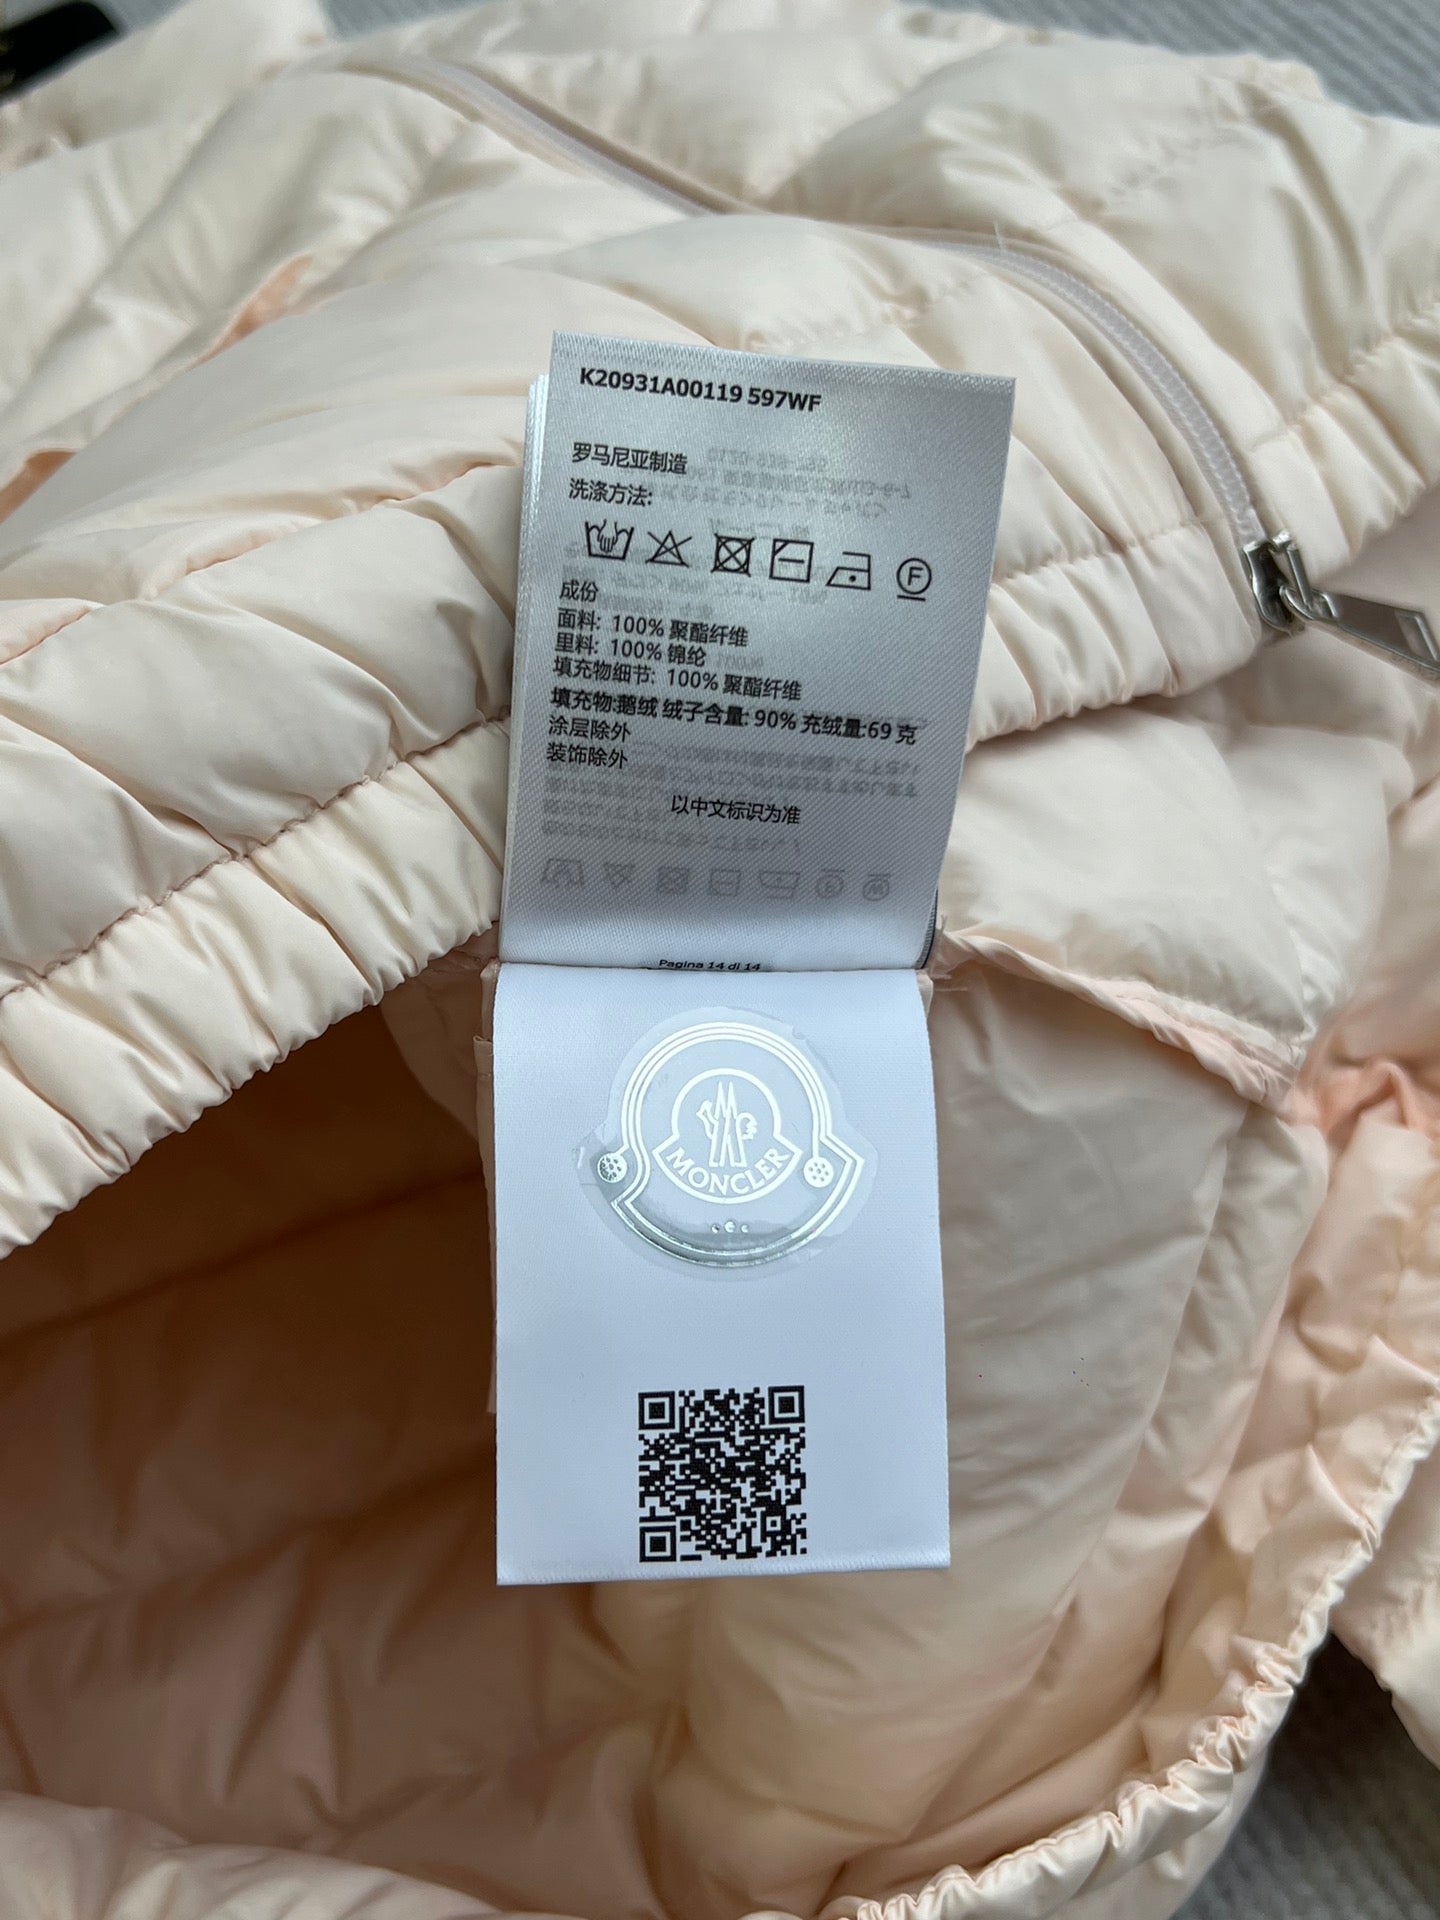 K20931A00119 597WF
罗马尼亚制造
洗涤方法:
F
成份
面料: 100% 聚酯纤维
里料: 100% 锦纶
填充物细节: 100% 聚酯纤维
填充物:鹅绒 绒子含量: 90% 充绒量:69 克
涂层除外
装饰除外
以中文标识为准
Pagina 14 di 14
MONCLER